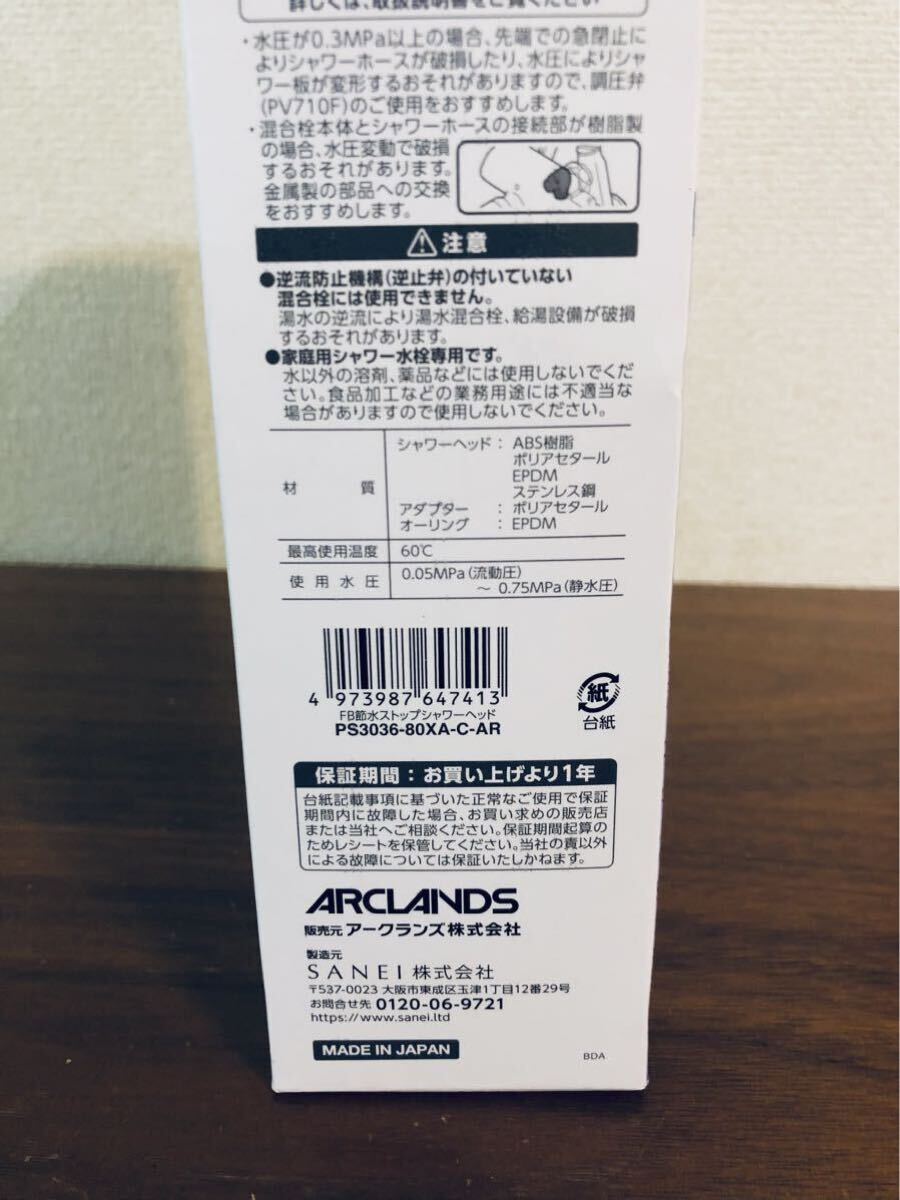 詳しくは、取扱説明書をご覧ください
・水圧が0.3MPa以上の場合、先端での急閉止に
よりシャワーホースが破損したり、水圧によりシャ
ワー板が変形するおそれがありますので、調圧弁
(PV710F)のご使用をおすすめします。
・混合栓本体とシャワーホースの接続部が樹脂製
の場合、水圧変動で破損
するおそれがあります。
金属製の部品への交換
をおすすめします。
注意
●逆流防止機構(逆止弁)の付いていない
混合栓には使用できません。
湯水の逆流により湯水混合栓、給湯設備が破損
するおそれがあります。
●家庭用シャワー水栓専用です。
水以外の溶剤、薬品などには使用しないでくだ
さい。食品加工などの業務用途には不適当な
場合がありますので使用しないでください。
材質 シャワーヘッド : ABS樹脂
ポリアセタール
EPDM
ステンレス鋼
アダプター : ポリアセタール
オーリング : EPDM
最高使用温度 60℃
使用水圧 0.05MPa(流動圧)
～ 0.75MPa(静水圧)
4 973987 647413
FB節水ストップシャワーヘッド
PS3036-80XA-C-AR
紙
台紙
保証期間：お買い上げより1年
台紙記載事項に基づいた正常なご使用で保証
期間内に故障した場合、お買い求めの販売店
または当社へご相談ください。保証期間起算の
ためレシートを保管してください。当社の責以外
による故障については保証いたしかねます。
ARCLANDS
販売元 アークランズ株式会社
製造元
SANEI 株式会社
〒537-0023 大阪市東成区玉津1丁目12番29号
お問合せ先 0120-06-9721
https://www.sanei.ltd
MADE IN JAPAN
BDA